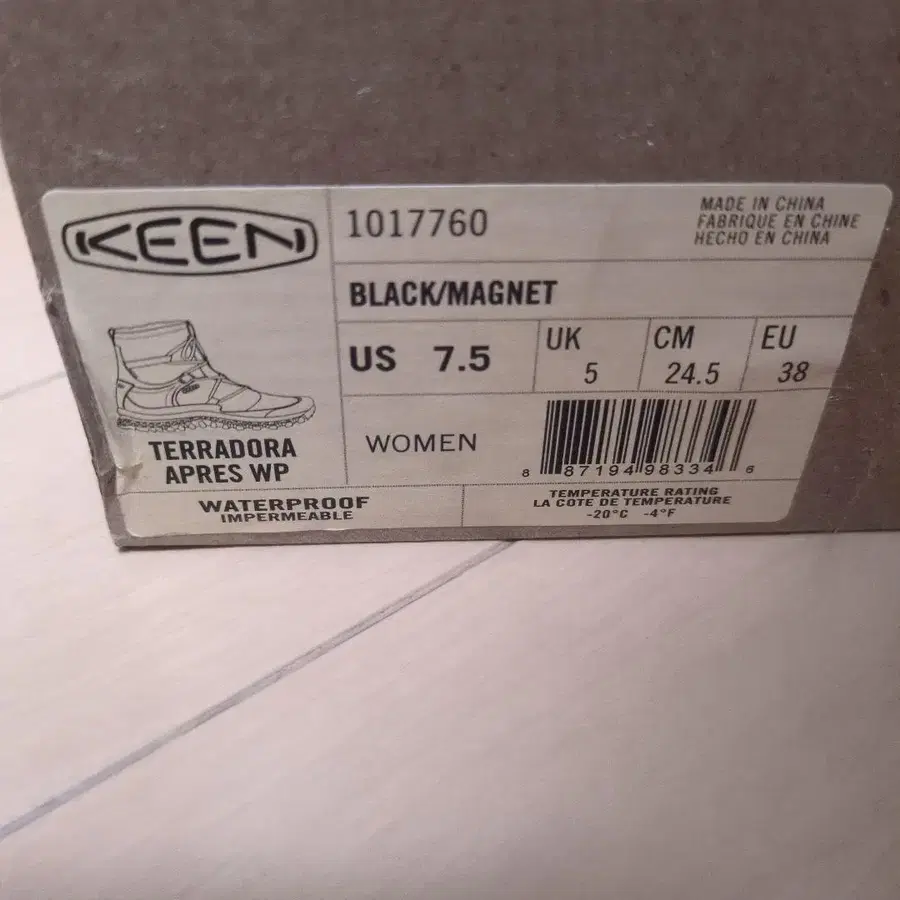 KEEN
1017760
MADE IN CHINA
FABRIQUE EN CHINE
HECHO EN CHINA
BLACK/MAGNET
US 7.5
UK
5
CM
24.5
EU
38
TERRADORA
APRES WP
WOMEN
8 87194 98334 6
WATERPROOF
IMPERMEABLE
TEMPERATURE RATING
LA COTE DE TEMPERATURE
-20°C -4°F